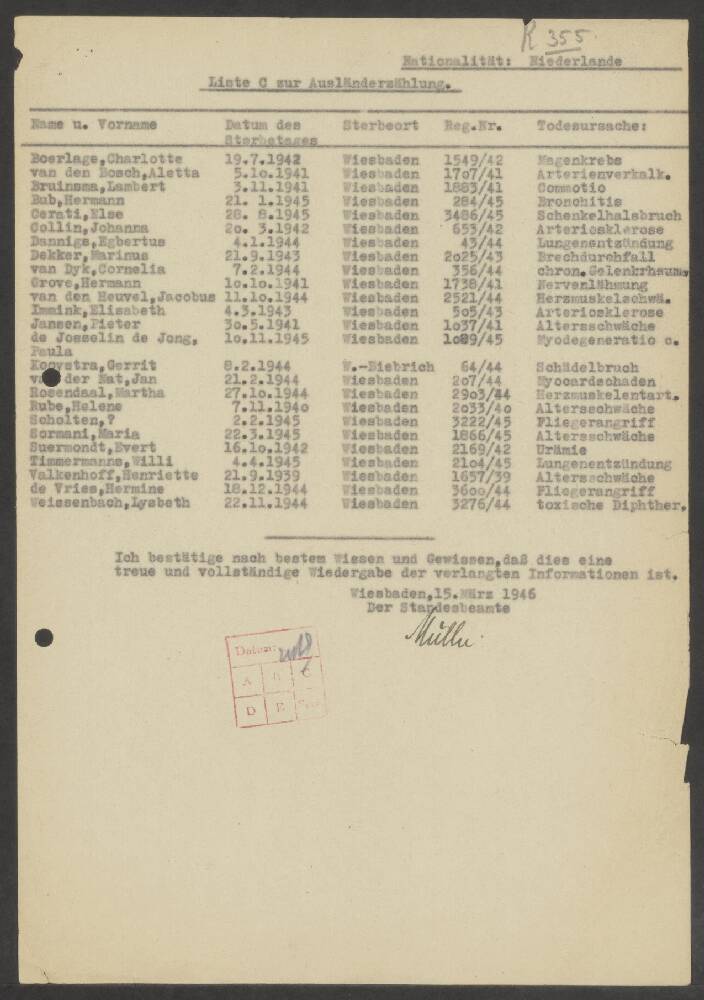 R 355
Nationalität: Niederlande
Liste C zur Ausländerzählung.
Name u. Vorname Datum des Sterbeort Reg.Nr. Todesursache:
Sterbetages
Boerlage,Charlotte 19.7.1942 Wiesbaden 1549/42 Magenkrebs
van den Bosch,Aletta 5.1o.1941 Wiesbaden 17o7/41 Arterienverkalk.
Bruinsma,Lambert 3.11.1941 Wiesbaden 1883/41 Commotio
Bub,Hermann 21. 1.1945 Wiesbaden 284/45 Bronchitis
Cerati,Else 28. 8.1945 Wiesbaden 3486/45 Schenkelhalsbruch
Collin,Johanna 2o. 3.1942 Wiesbaden 653/42 Arteriosklerose
Dannigs,Egbertus 4.1.1944 Wiesbaden 43/44 Lungenentzündung
Dekker,Marinus 21.9.1943 Wiesbaden 2o25/43 Brechdurchfall
van Dyk,Cornelia 7.2.1944 Wiesbaden 356/44 chron.Gelenkrheuma
Grove,Hermann 1o.1o.1941 Wiesbaden 1738/41 Nervenlähmung
van den Heuvel,Jacobus 11.1o.1944 Wiesbaden 2521/44 Herzmuskelschwä.
Immink,Elisabeth 4.3.1943 Wiesbaden 5o5/43 Arteriosklerose
Jansen,Pieter 3o.5.1941 Wiesbaden 1o37/41 Altersschwäche
de Josselin de Jong, 1o.11.1945 Wiesbaden 1o89/45 Myodegeneratio c.
Paula
Kooystra,Gerrit 8.2.1944 W.-Biebrich 64/44 Schädelbruch
van der Nat,Jan 21.2.1944 Wiesbaden 2o7/44 Myocardschaden
Rosendaal,Martha 27.1o.1944 Wiesbaden 29o3/44 Herzmuskelentart.
Rube,Helene 7.11.194o Wiesbaden 2o33/4o Altersschwäche
Scholten,? 2.2.1945 Wiesbaden 3222/45 Fliegerangriff
Sormani,Maria 22.3.1945 Wiesbaden 1866/45 Altersschwäche
Suermondt,Evert 16.1o.1942 Wiesbaden 2169/42 Urämie
Timmermanns,Willi 4.4.1945 Wiesbaden 21o4/45 Lungenentzündung
Valkenhoff,Henriette 21.9.1939 Wiesbaden 1657/39 Altersschwäche
de Vries,Hermine 18.12.1944 Wiesbaden 36oo/44 Fliegerangriff
Weissenbach,Lysbeth 22.11.1944 Wiesbaden 3276/44 toxische Diphther.
Ich bestätige nach bestem Wissen und Gewissen,daß dies eine
treue und vollständige Wiedergabe der verlangten Informationen ist.
Wiesbaden,15.März 1946
Der Standesbeamte
Müller
Datum:
A B C
D E